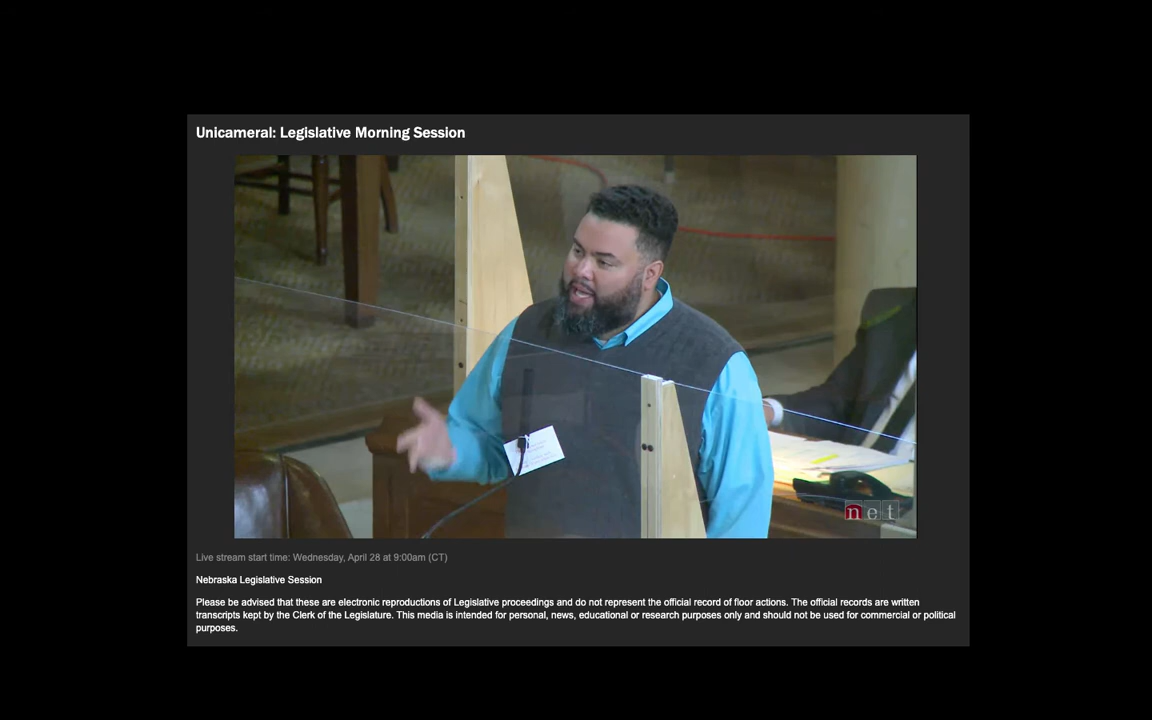 Unicameral: Legislative Morning Session
net
Live stream start time: Wednesday, April 28 at 9:00am (CT)
Nebraska Legislative Session
Please be advised that these are electronic reproductions of Legislative proceedings and do not represent the official record of floor actions. The official records are written
transcripts kept by the Clerk of the Legislature. This media is intended for personal, news, educational or research purposes only and should not be used for commercial or political
purposes.